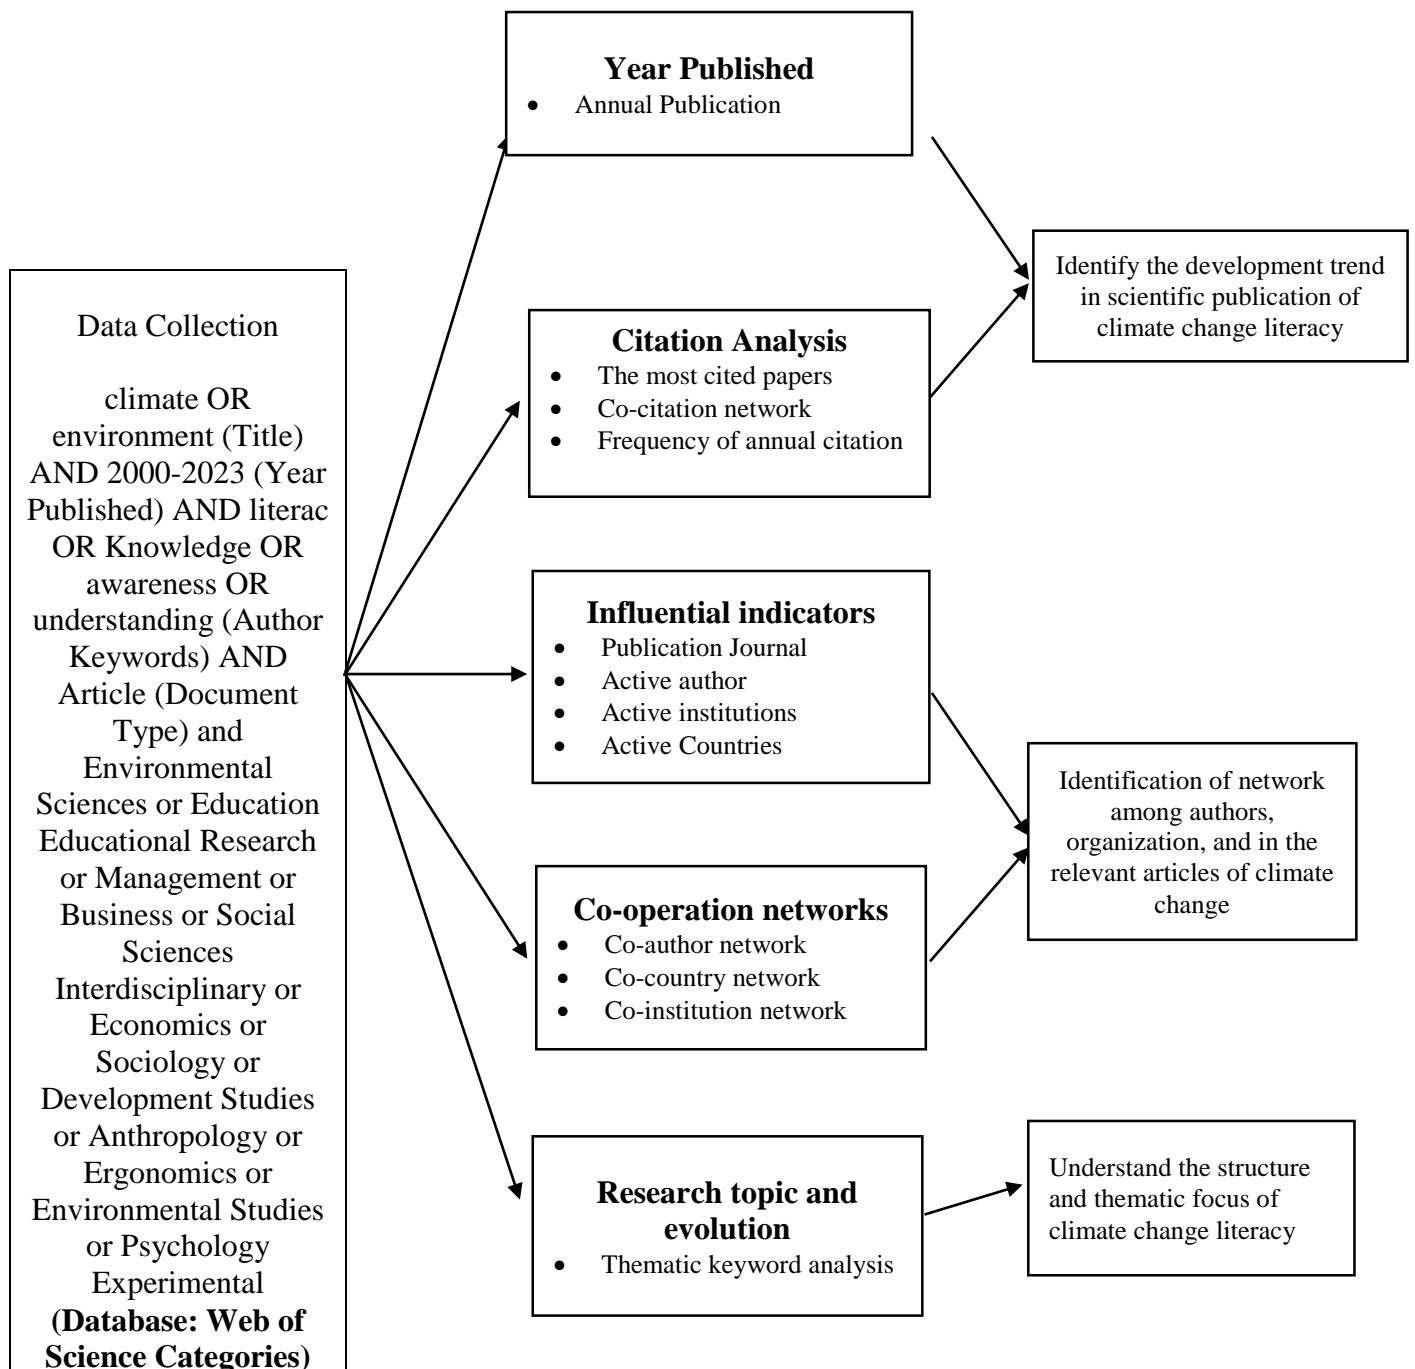 Year Published
• Annual Publication
Identify the development trend
in scientific publication of
climate change literacy
Data Collection
climate OR
environment (Title)
AND 2000-2023 (Year
Published) AND literac
OR Knowledge OR
awareness OR
understanding (Author
Keywords) AND
Article (Document
Type) and
Environmental
Sciences or Education
Educational Research
or Management or
Business or Social
Sciences
Interdisciplinary or
Economics or
Sociology or
Development Studies
or Anthropology or
Ergonomics or
Environmental Studies
or Psychology
Experimental
(Database: Web of
Science Categories)
Citation Analysis
• The most cited papers
• Co-citation network
• Frequency of annual citation
Influential indicators
• Publication Journal
• Active author
• Active institutions
• Active Countries
Identification of network
among authors,
organization, and in the
relevant articles of climate
change
Co-operation networks
• Co-author network
• Co-country network
• Co-institution network
Research topic and
evolution
• Thematic keyword analysis
Understand the structure
and thematic focus of
climate change literacy